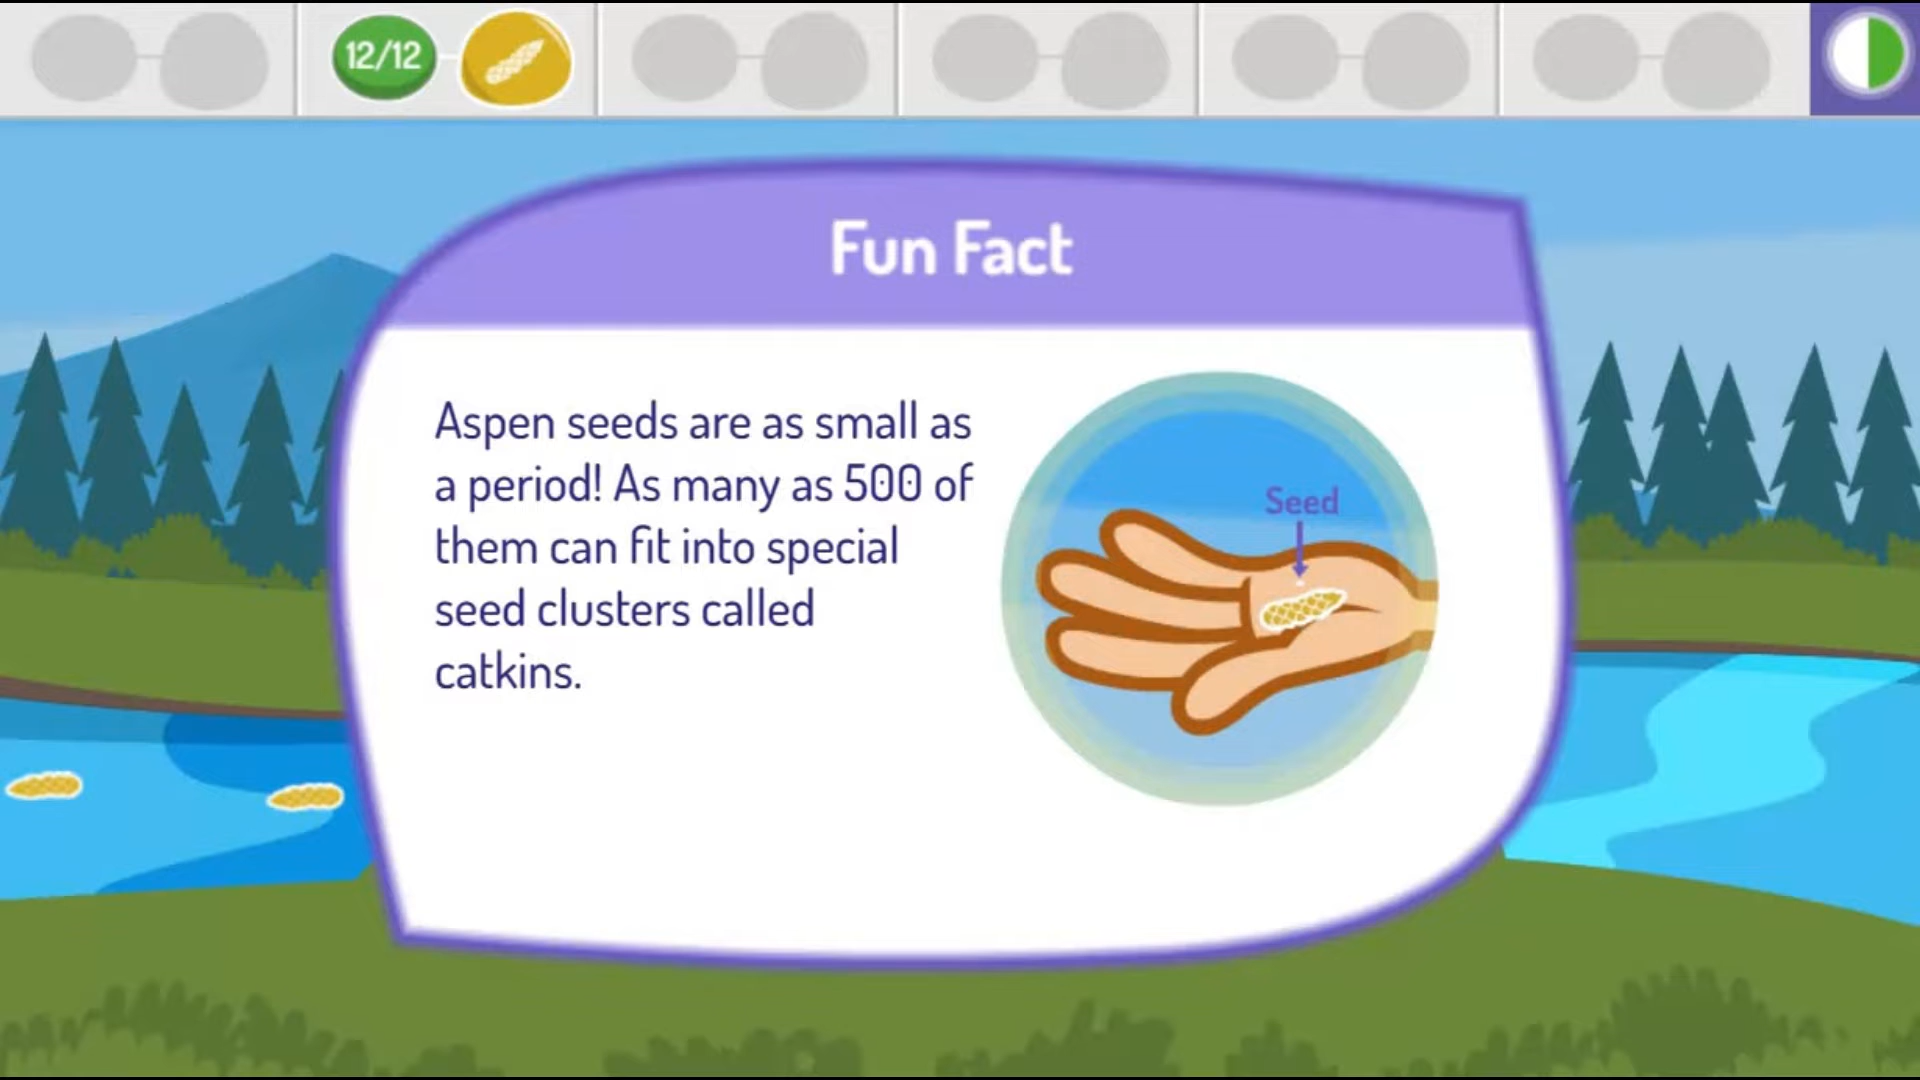 12/12
Fun Fact
Aspen seeds are as small as
a period! As many as 500 of
them can fit into special
seed clusters called
catkins.
Seed